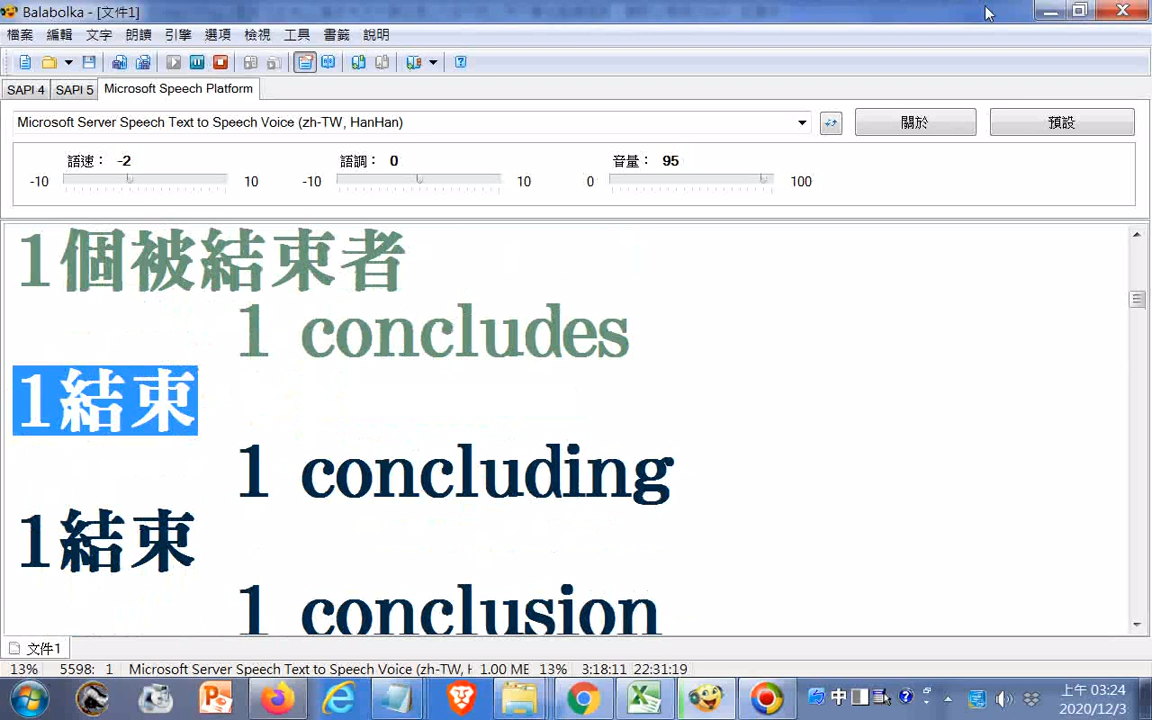 Balabolka - [文件1]
檔案 編輯 文字 朗讀 引擎 選項 檢視 工具 書籤 說明
SAPI 4 SAPI 5 Microsoft Speech Platform
Microsoft Server Speech Text to Speech Voice (zh-TW, HanHan) 關於 預設
語速： -2 語調： 0 音量： 95
-10 10 -10 10 0 100
1個被結束者
1 concludes
1結束
1 concluding
1結束
1 conclusion
文件1
13% 5598: 1 Microsoft Server Speech Text to Speech Voice (zh-TW, 1.00 ME 13% 3:18:11 22:31:19
中 上午 03:24
2020/12/3